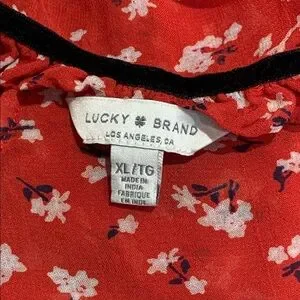 LUCKY BRAND
LOS ANGELES, CA
XL/TG
MADE IN
INDIA
FABRIQUE
EN INDE